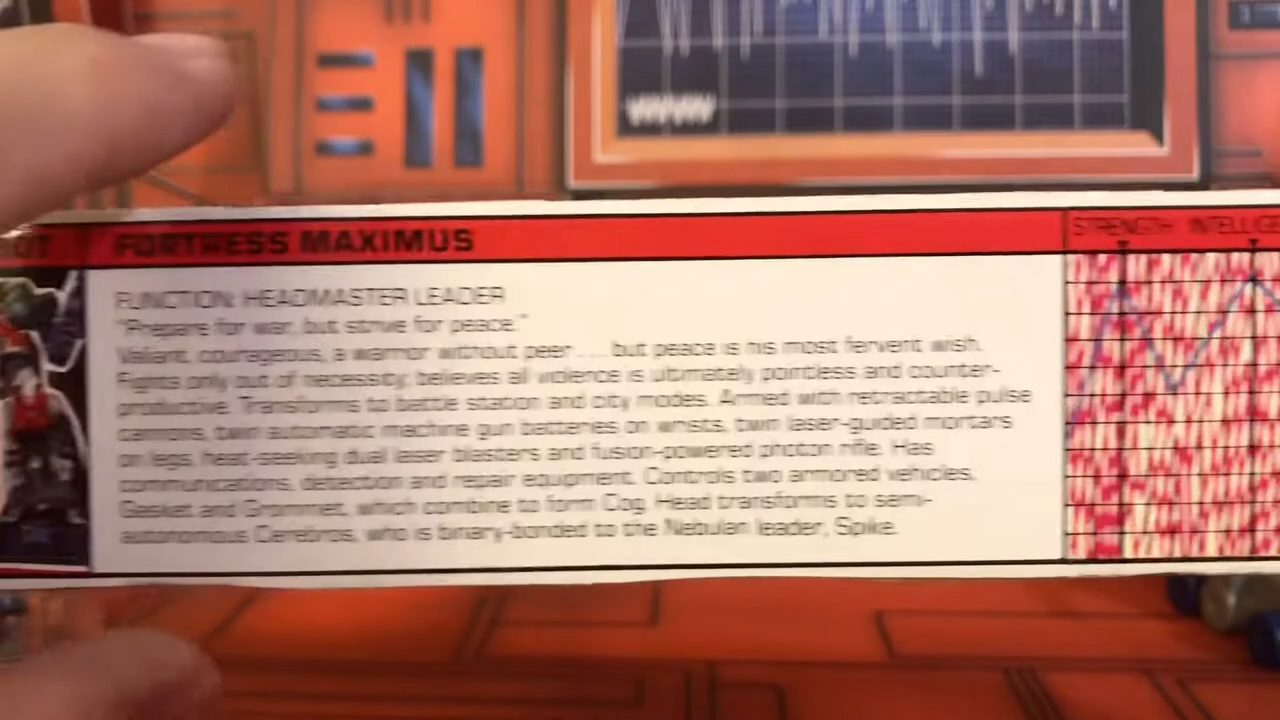 OT
FORTRESS MAXIMUS
STRENGTH INTELLIGE
FUNCTION: HEADMASTER LEADER
"Prepare for war, but strive for peace."
Valiant, courageous, a warrior without peer . . . but peace is his most fervent wish.
Fights only out of necessity; believes all violence is ultimately pointless and counter-
productive. Transforms to battle station and city modes. Armed with retractable pulse
cannons, twin automatic machine gun batteries on wrists, twin laser-guided mortars
on legs, heat-seeking dual laser blasters and fusion-powered photon rifle. Has
communications, detection and repair equipment. Controls two armored vehicles,
Gasket and Grommet, which combine to form Cog. Head transforms to semi-
autonomous Cerebros, who is binary-bonded to the Nebulan leader, Spike.